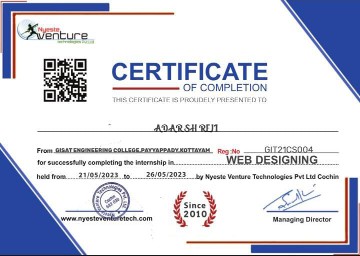 Nyeste
venture
technologies Pvt.Ltd
CERTIFICATE
OF COMPLETION
THIS CERTIFICATE IS PROUDELY PRESENTED TO
ADARSH REJI
From GISAT ENGINEERING COLLEGE,PAYYAPPADY,KOTTAYAM Reg No GIT21CS004
for successfully completing the internship in WEB DESIGNING
held from 21/05/2023 to 26/05/2023 by Nyeste Venture Technologies Pvt Ltd Cochin
Since
2010
www.nyesteventuretech.com
Managing Director